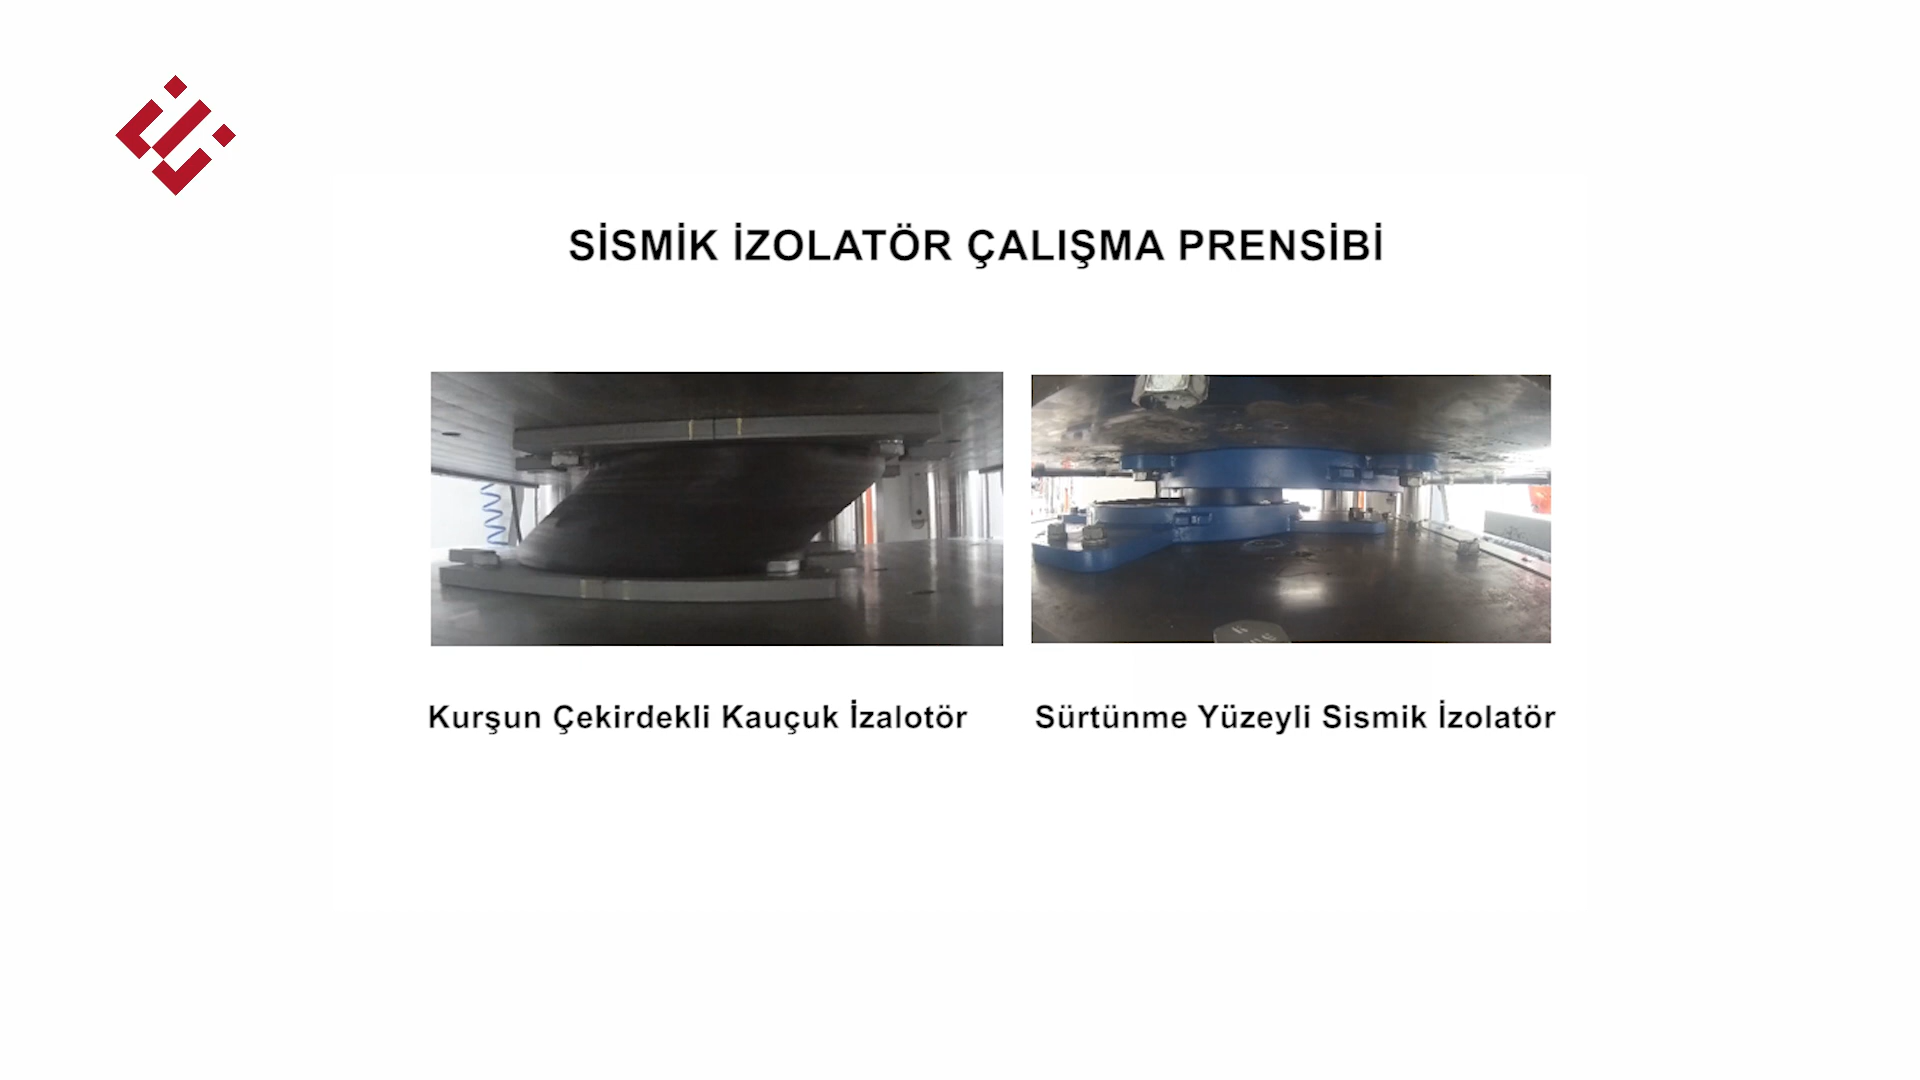 SİSMİK İZOLATÖR ÇALIŞMA PRENSİBİ
Kurşun Çekirdekli Kauçuk İzalotör
Sürtünme Yüzeyli Sismik İzolatör